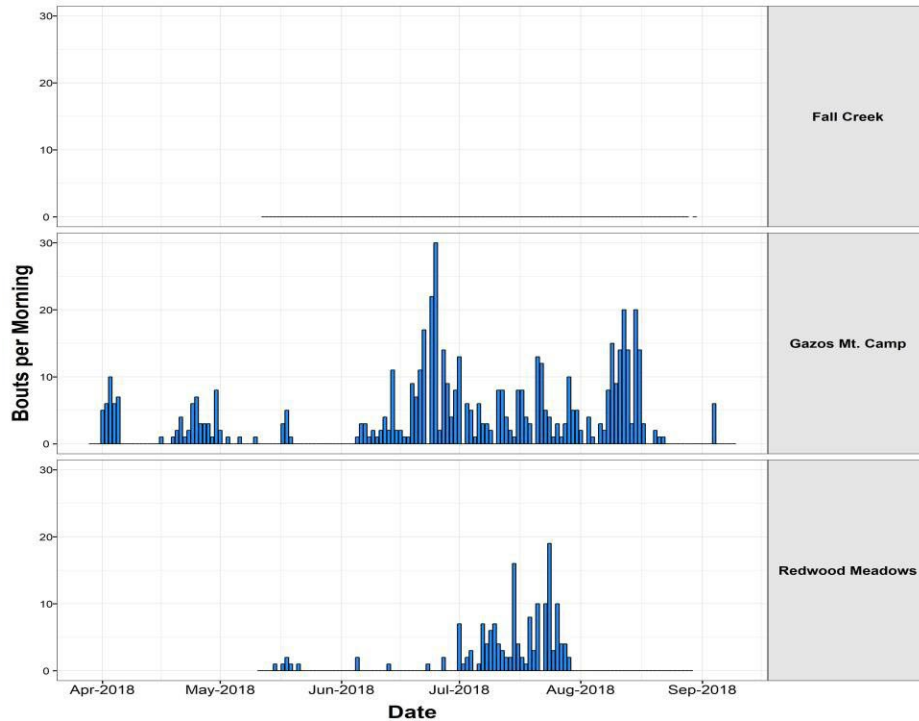 30
20
10
0
Fall Creek
Bouts per Morning
30
20
10
0
Gazos Mt. Camp
30
20
10
0
Redwood Meadows
Apr-2018 May-2018 Jun-2018 Jul-2018 Aug-2018 Sep-2018
Date